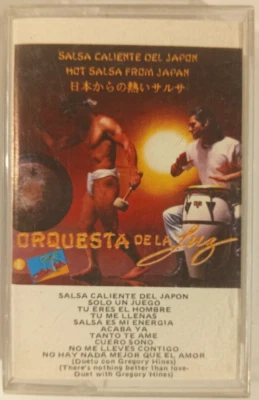 SALSA CALIENTE DEL JAPON
HOT SALSA FROM JAPAN
日本からの熱いサルサ
ORQUESTA DE LA Luz
SALSA CALIENTE DEL JAPON
SOLO UN JUEGO
TU ERES EL HOMBRE
TU ME LLENAS
SALSA ES MI ENERGIA
ACABA YA
TANTO TE AME
CUERO SONO
NO ME LLEVES CONTIGO
NO HAY NADA MEJOR QUE EL AMOR
(Dueto con Gregory Hines)
(There's nothing better than love-
Duet with Gregory Hines)